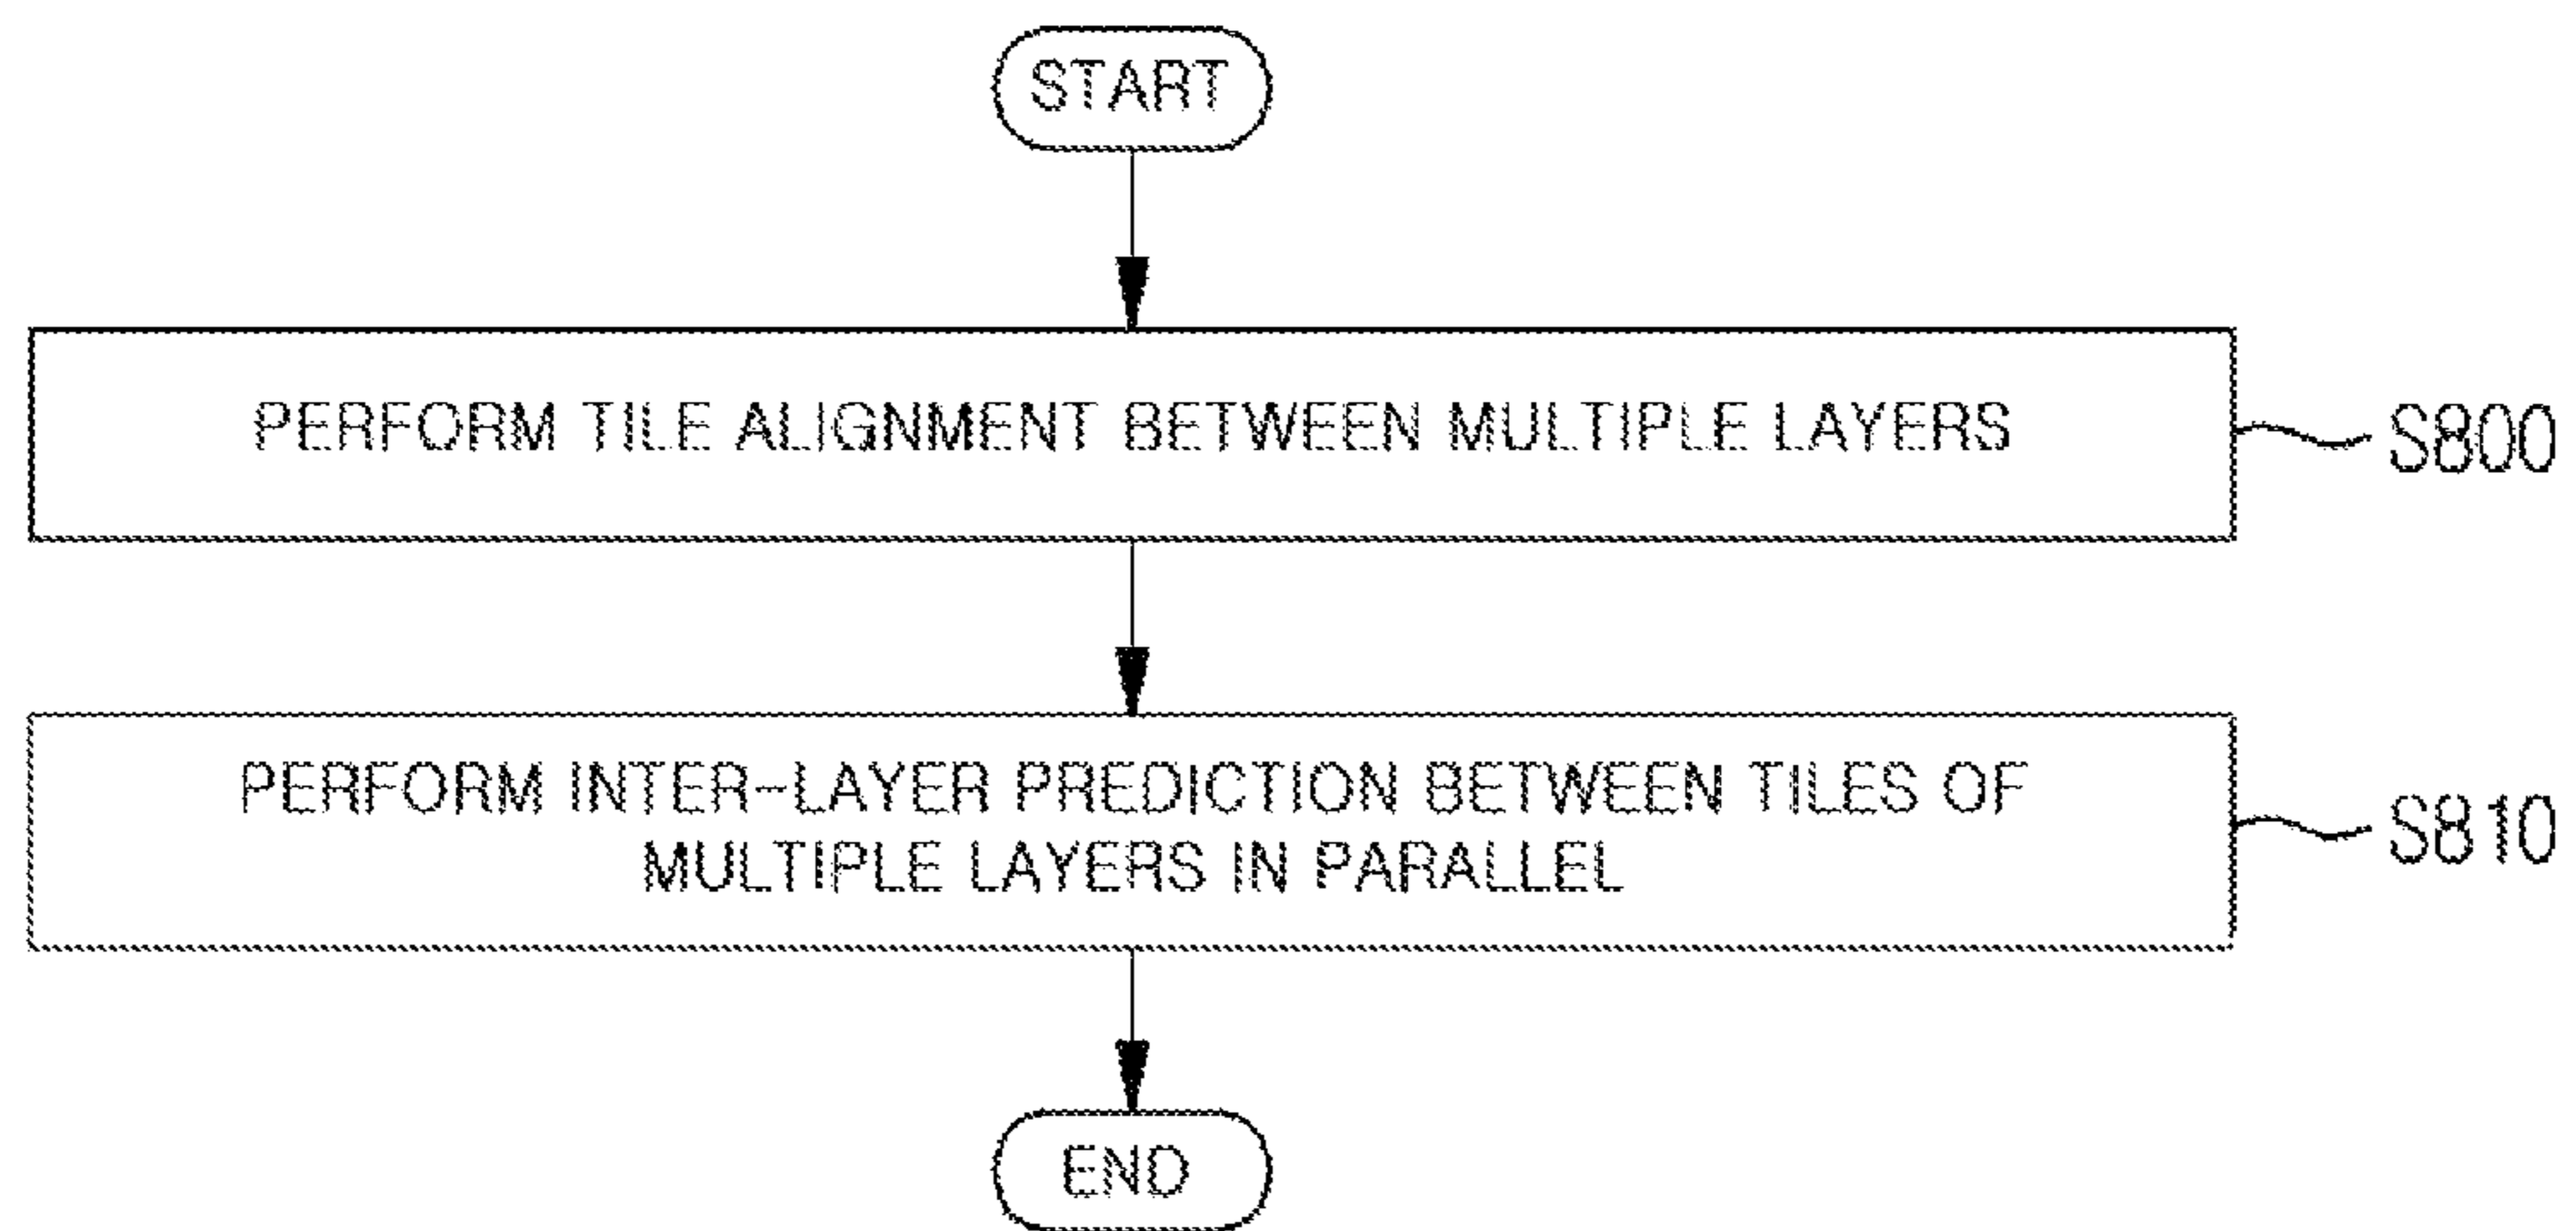 START
PERFORM TILE ALIGNMENT BETWEEN MULTIPLE LAYERS
S800
PERFORM INTER-LAYER PREDICTION BETWEEN TILES OF
MULTIPLE LAYERS IN PARALLEL
S810
END